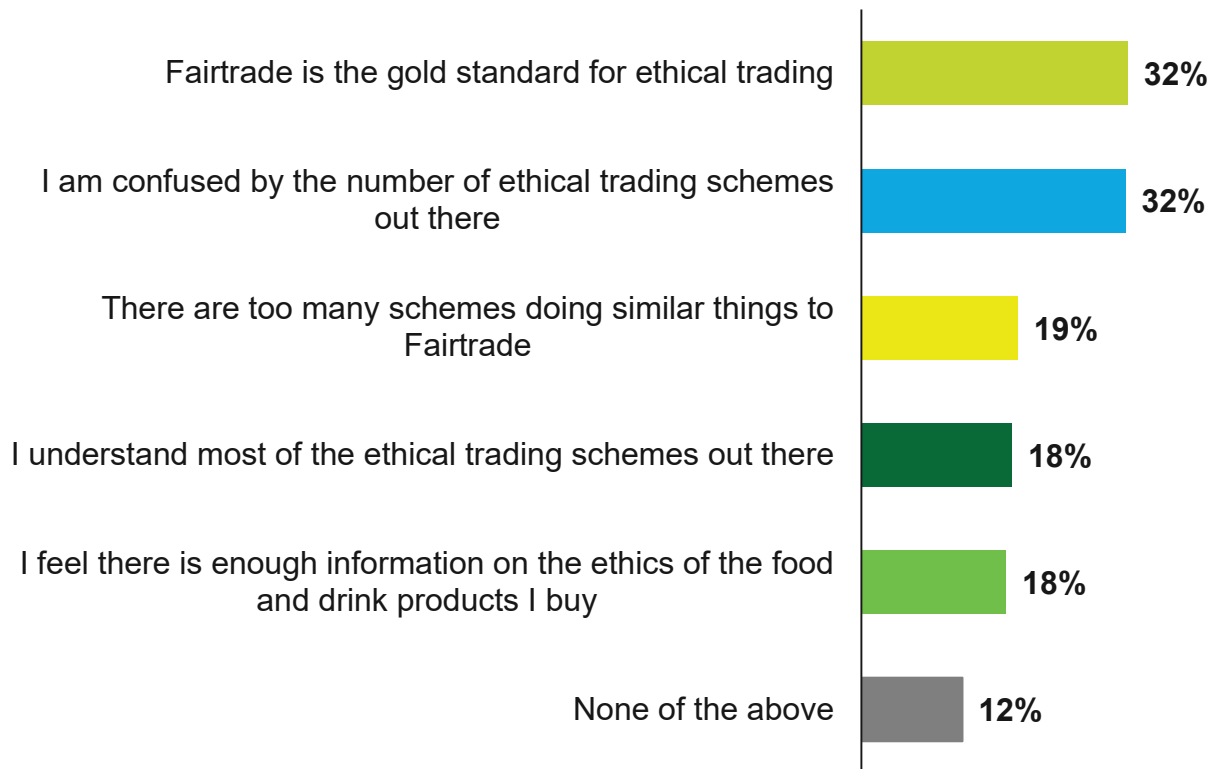 Fairtrade is the gold standard for ethical trading 32%
I am confused by the number of ethical trading schemes
out there
32%
There are too many schemes doing similar things to
Fairtrade
19%
I understand most of the ethical trading schemes out there 18%
I feel there is enough information on the ethics of the food
and drink products I buy
18%
None of the above 12%